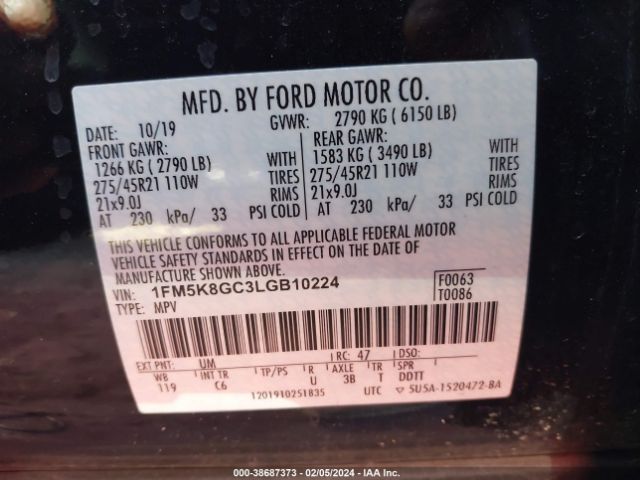 MFD. BY FORD MOTOR CO.
DATE: 10/19 GVWR: 2790 KG ( 6150 LB)
FRONT GAWR: REAR GAWR:
1266 KG ( 2790 LB) WITH 1583 KG ( 3490 LB) WITH
275/45R21 110W TIRES 275/45R21 110W TIRES
21x9.0J RIMS 21x9.0J RIMS
AT 230 kPa/ 33 PSI COLD AT 230 kPa/ 33 PSI COLD
THIS VEHICLE CONFORMS TO ALL APPLICABLE FEDERAL MOTOR
VEHICLE SAFETY STANDARDS IN EFFECT ON THE DATE OF
MANUFACTURE SHOWN ABOVE.
VIN: 1FM5K8GC3LGB10224 F0063
TYPE: MPV T0086
EXT PNT: UM RC: 47 DSO:
WB INT TR TP/PS R AXLE TR SPR
119 C6 U 3B T DDTT
1201910251835 UTC 5U5A-1520472-BA
000-38687373 - 02/05/2024 - IAA Inc.